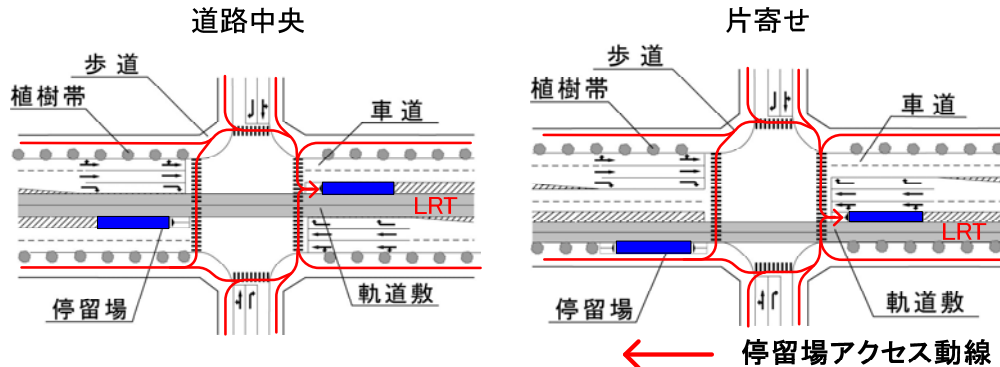 道路中央
歩道
植樹帯
車道
LRT
停留場
軌道敷
片寄せ
歩道
植樹帯
車道
LRT
停留場
軌道敷
停留場アクセス動線